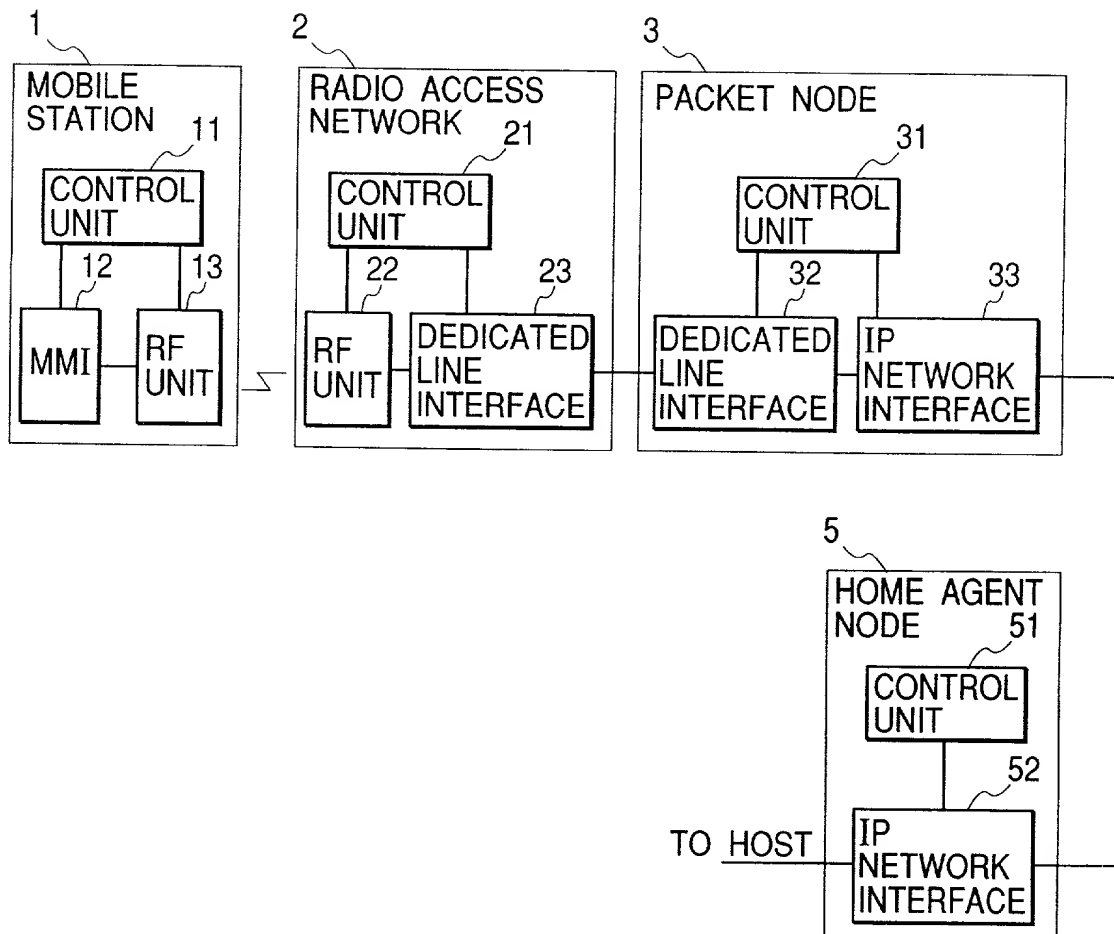 1
MOBILE
STATION
11
CONTROL
UNIT
12
13
MMI
RF
UNIT
2
RADIO ACCESS
NETWORK
21
CONTROL
UNIT
22
23
RF
UNIT
DEDICATED
LINE
INTERFACE
3
PACKET NODE
31
CONTROL
UNIT
32
33
DEDICATED
LINE
INTERFACE
IP
NETWORK
INTERFACE
5
HOME AGENT
NODE
51
CONTROL
UNIT
52
TO HOST
IP
NETWORK
INTERFACE